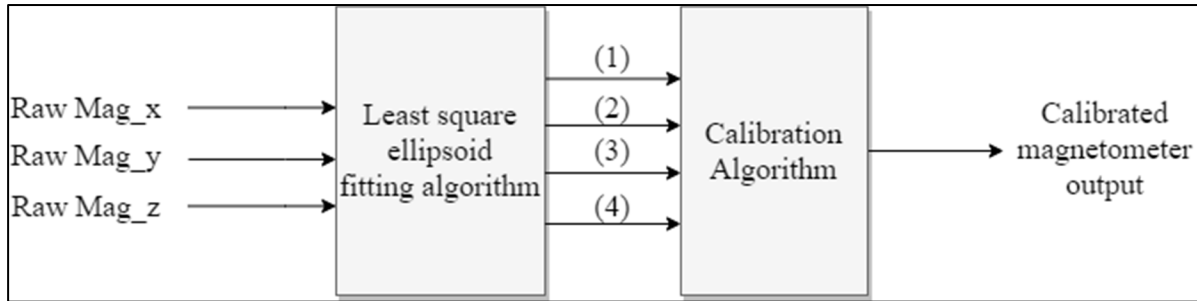 Raw Mag_x
Raw Mag_y
Raw Mag_z
Least square
ellipsoid
fitting algorithm
(1)
(2)
(3)
(4)
Calibration
Algorithm
Calibrated
magnetometer
output